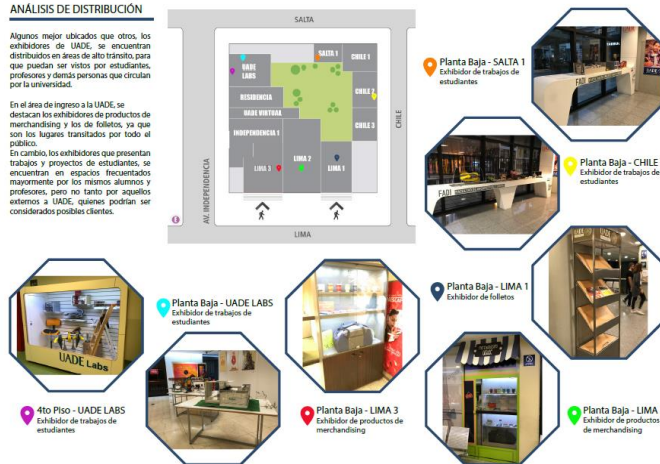 ANÁLISIS DE DISTRIBUCIÓN
Algunos mejor ubicados que otros, los
exhibidores de UADE, se encuentran
distribuidos en áreas de alto tránsito, para
que puedan ser vistos por estudiantes,
profesores y demás personas que circulan
por la universidad.
En el área de ingreso a la UADE, se
destacan los exhibidores de productos de
merchandising y los de folletos, ya que
son los lugares transitados por todo el
público.
En cambio, los exhibidores que presentan
trabajos y proyectos de estudiantes, se
encuentran en espacios frecuentados
mayormente por los mismos alumnos y
profesores, pero no tanto por aquellos
externos a UADE, quienes podrían ser
considerados posibles clientes.
SALTA
UADE
LABS
SALTA 1
CHILE 1
RESIDENCIA
CHILE 2
UADE VIRTUAL
INDEPENDENCIA 1
CHILE 3
LIMA 3
LIMA 2
LIMA 1
AV. INDEPENDENCIA
CHILE
LIMA
Planta Baja - SALTA 1
Exhibidor de trabajos de
estudiantes
FADI
Planta Baja - CHILE
Exhibidor de trabajos de
estudiantes
FADI
Planta Baja - LIMA 1
Exhibidor de folletos
Planta Baja - UADE LABS
Exhibidor de trabajos de
estudiantes
UADE Labs
4to Piso - UADE LABS
Exhibidor de trabajos de
estudiantes
Planta Baja - LIMA 3
Exhibidor de productos de
merchandising
Planta Baja - LIMA
Exhibidor de productos
de merchandising